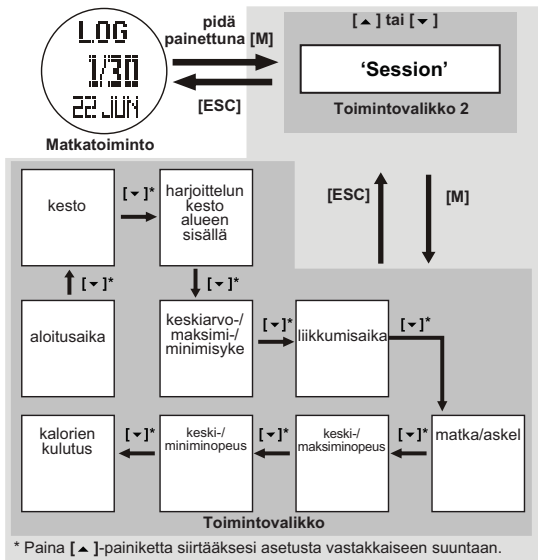 LOG
1/30
22 JUN
Matkatoiminto
pidä
painettuna [M]
[ESC]
[▲] tai [▼]
'Session'
Toimintovalikko 2
[ESC]
[M]
kesto
[▼]*
harjoittelun
kesto
alueen
sisällä
[▼]*
[▼]*
aloitusaika
keskiarvo-/
maksimi-/
minimisyke
[▼]*
liikkumisaika
[▼]*
kalorien
kulutus
[▼]*
keski-/
miniminopeus
[▼]*
keski-/
maksiminopeus
[▼]*
matka/askel
Toimintovalikko
* Paina [▲]-painiketta siirtääksesi asetusta vastakkaiseen suuntaan.